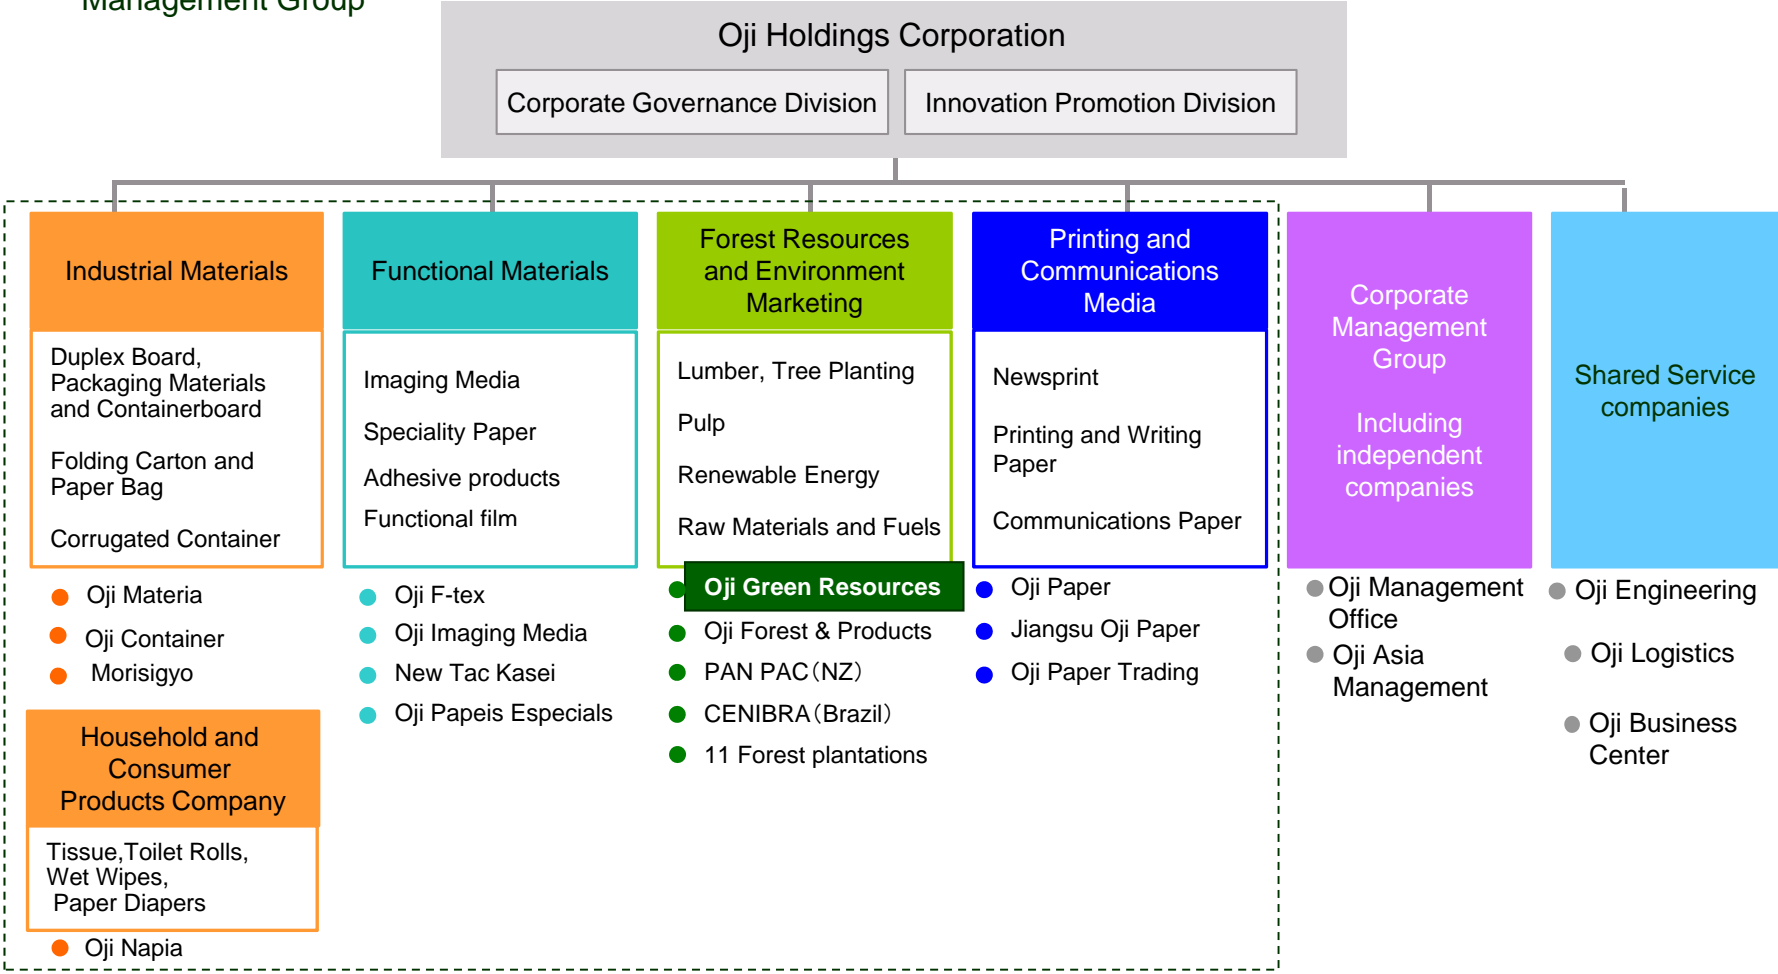 Management Group
Oji Holdings Corporation
Corporate Governance Division
Innovation Promotion Division
Industrial Materials
Duplex Board,
Packaging Materials
and Containerboard
Folding Carton and
Paper Bag
Corrugated Container
Oji Materia
Oji Container
Morisigyo
Household and
Consumer
Products Company
Tissue,Toilet Rolls,
Wet Wipes,
Paper Diapers
Oji Napia
Functional Materials
Imaging Media
Speciality Paper
Adhesive products
Functional film
Oji F-tex
Oji Imaging Media
New Tac Kasei
Oji Papeis Especials
Forest Resources
and Environment
Marketing
Lumber, Tree Planting
Pulp
Renewable Energy
Raw Materials and Fuels
Oji Green Resources
Oji Forest & Products
PAN PAC（NZ）
CENIBRA（Brazil）
11 Forest plantations
Printing and
Communications
Media
Newsprint
Printing and Writing
Paper
Communications Paper
Oji Paper
Jiangsu Oji Paper
Oji Paper Trading
Corporate
Management
Group
Including
independent
companies
Oji Management
Office
Oji Asia
Management
Shared Service
companies
Oji Engineering
Oji Logistics
Oji Business
Center